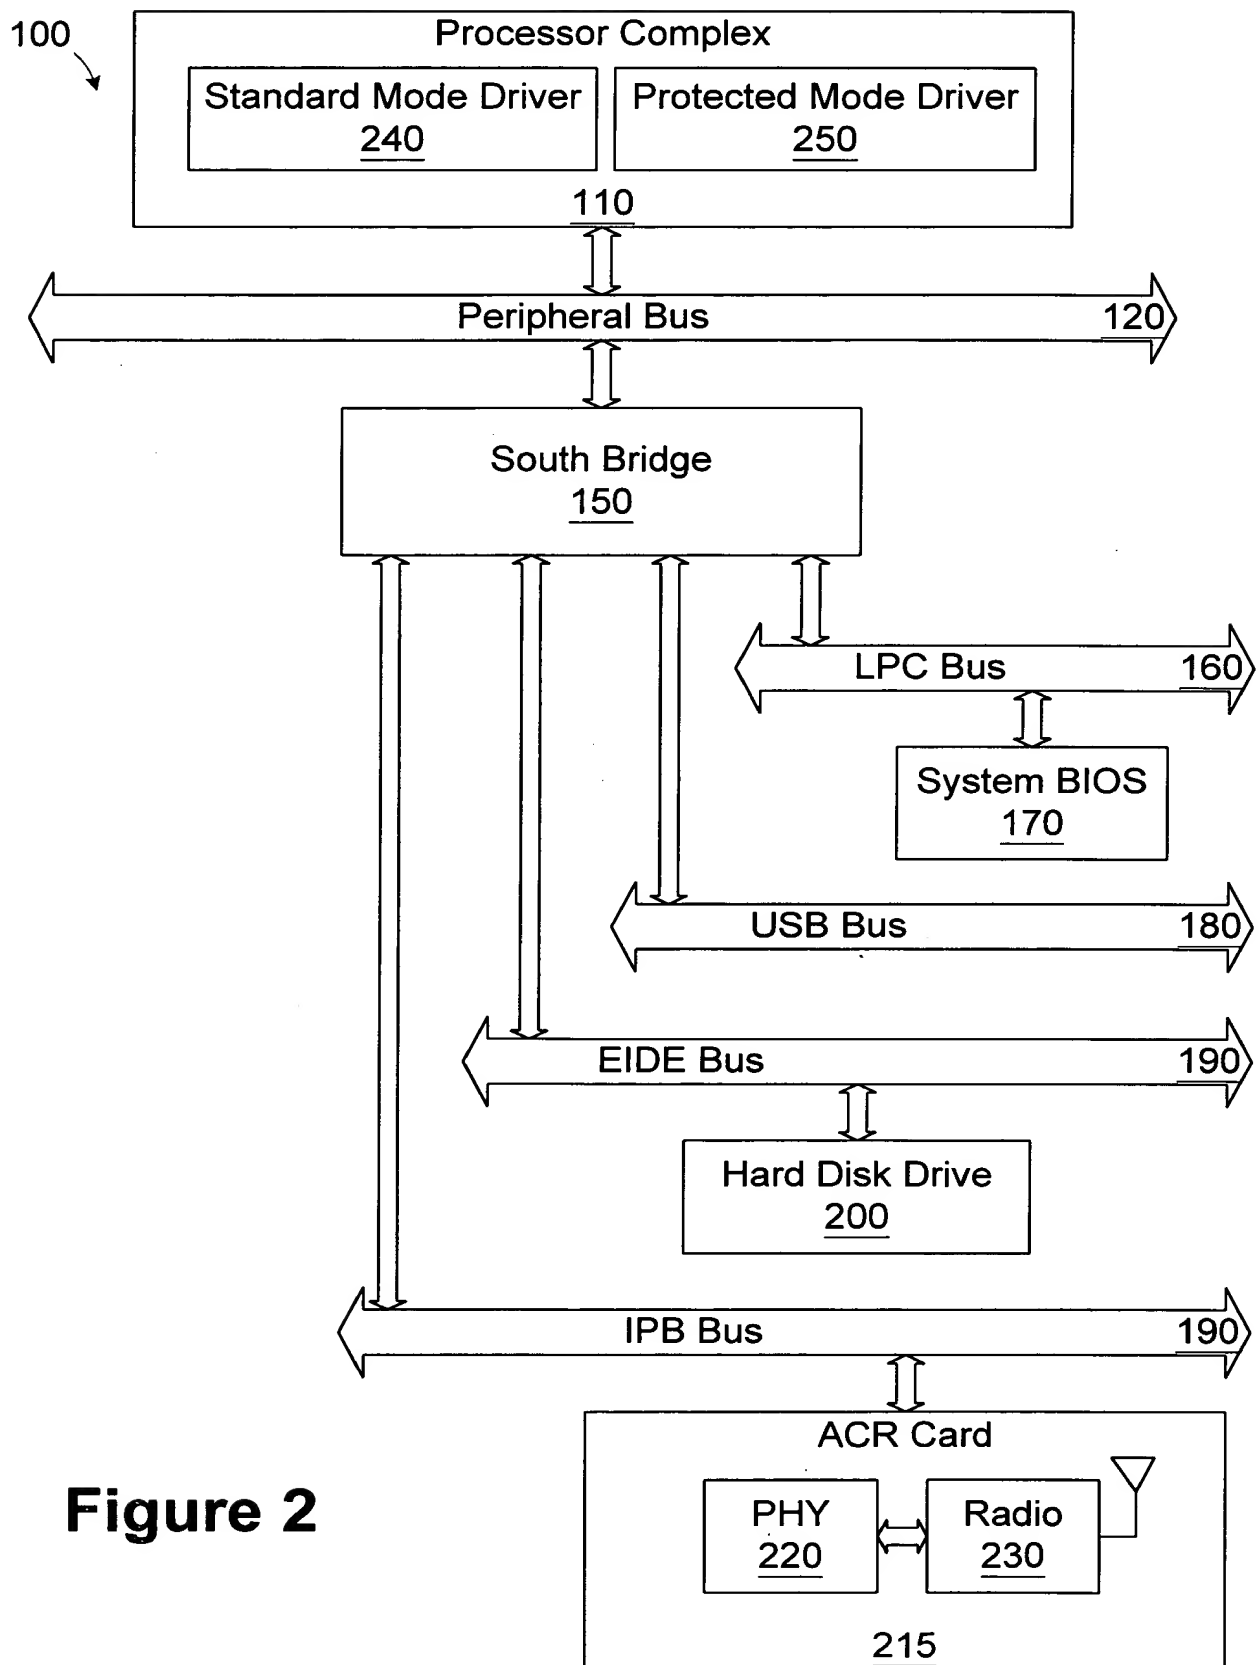 100
Processor Complex
Standard Mode Driver
240
Protected Mode Driver
250
110
Peripheral Bus
120
South Bridge
150
LPC Bus
160
System BIOS
170
USB Bus
180
EIDE Bus
190
Hard Disk Drive
200
IPB Bus
190
ACR Card
PHY
220
Radio
230
215
Figure 2